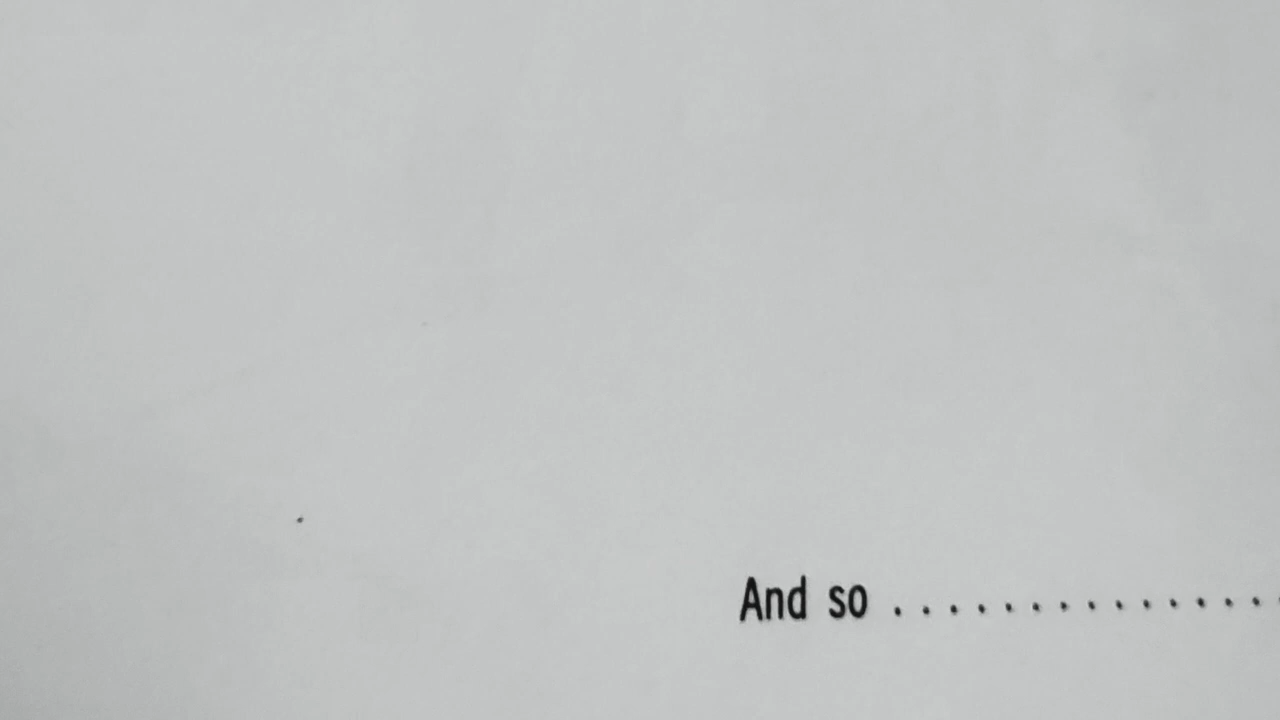 And so . . . . . . . . . . . . . . .